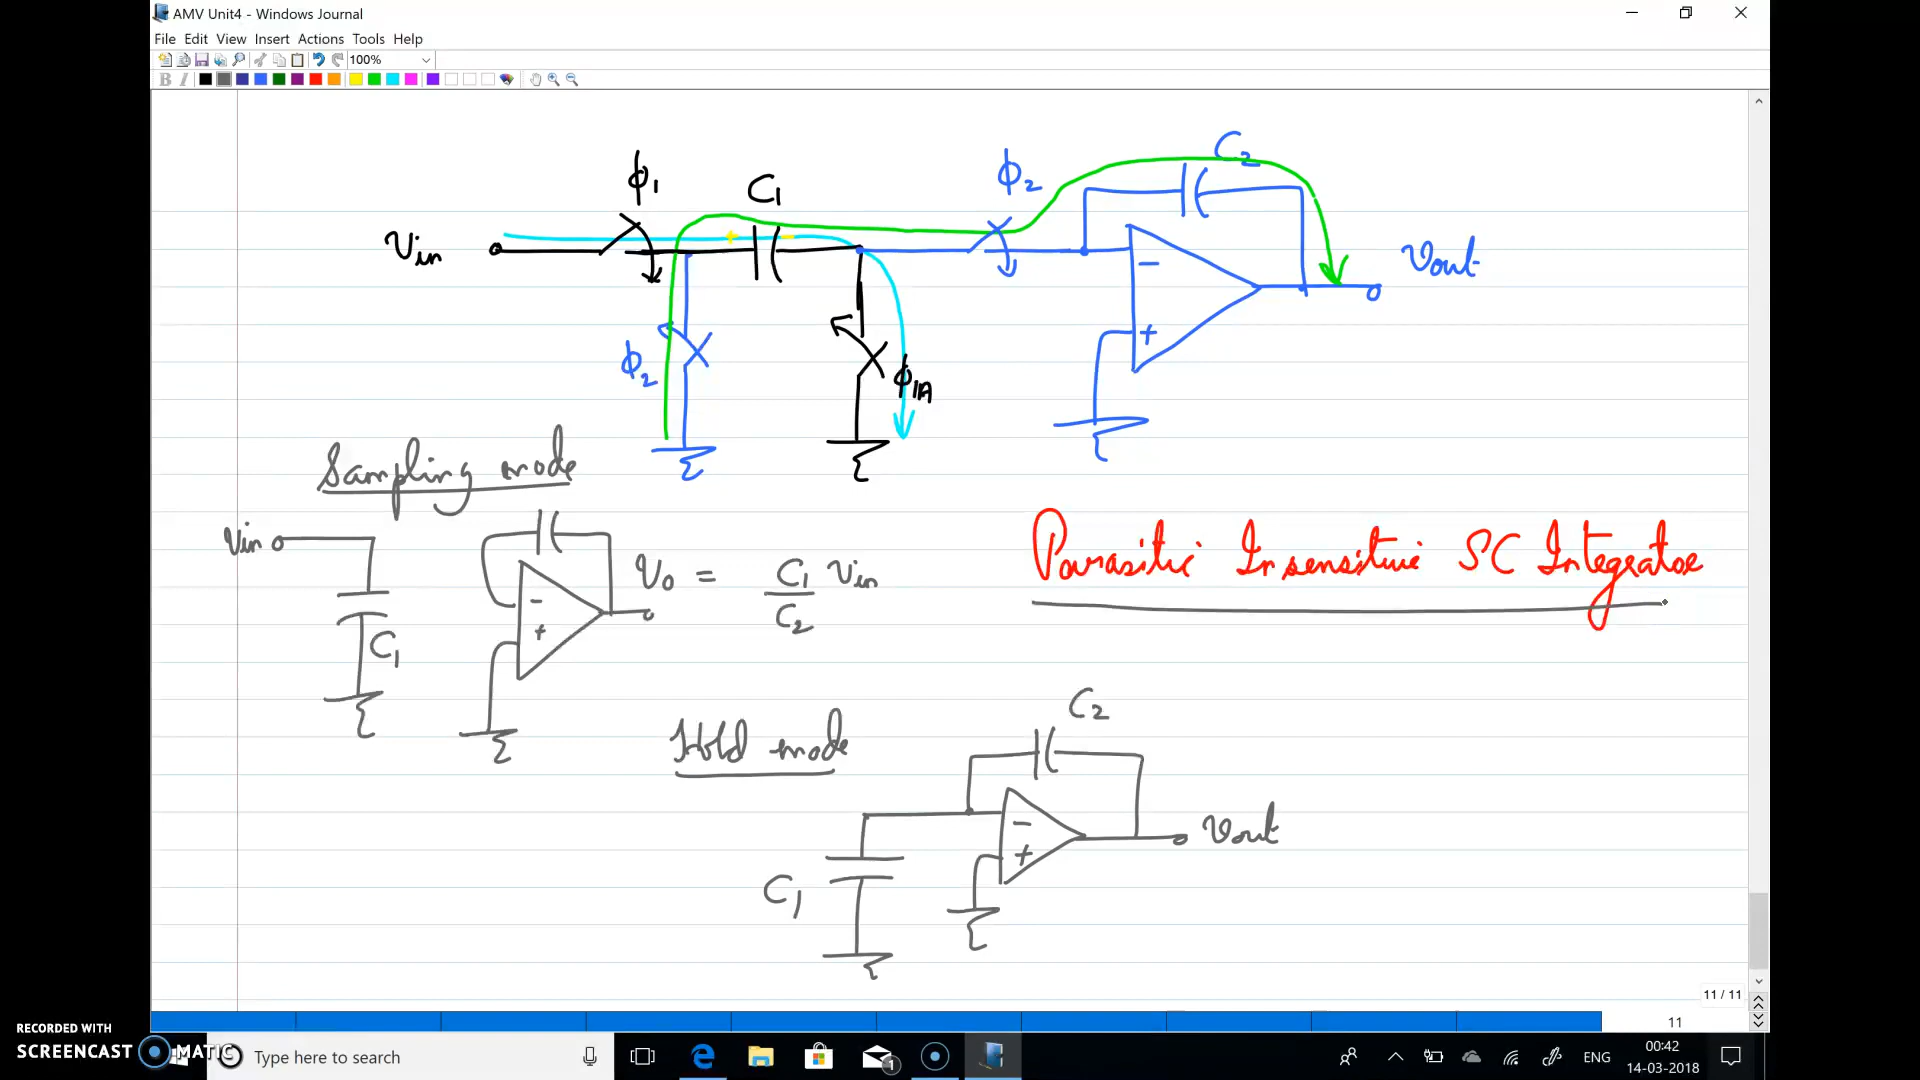 AMV Unit4 - Windows Journal
File Edit View Insert Actions Tools Help
100%
B I
ϕ1 C1 ϕ2 C2
Vin
Vout
-
+
ϕ2 ϕ1A
Sampling mode
Vin
C1
-
+
Vo = C1/C2 Vin
Parasitic Insensitive SC Integrator
Hold mode
C2
C1
-
+
Vout
11 / 11
11
RECORDED WITH
SCREENCAST MATIC
Type here to search
1
ENG
00:42
14-03-2018